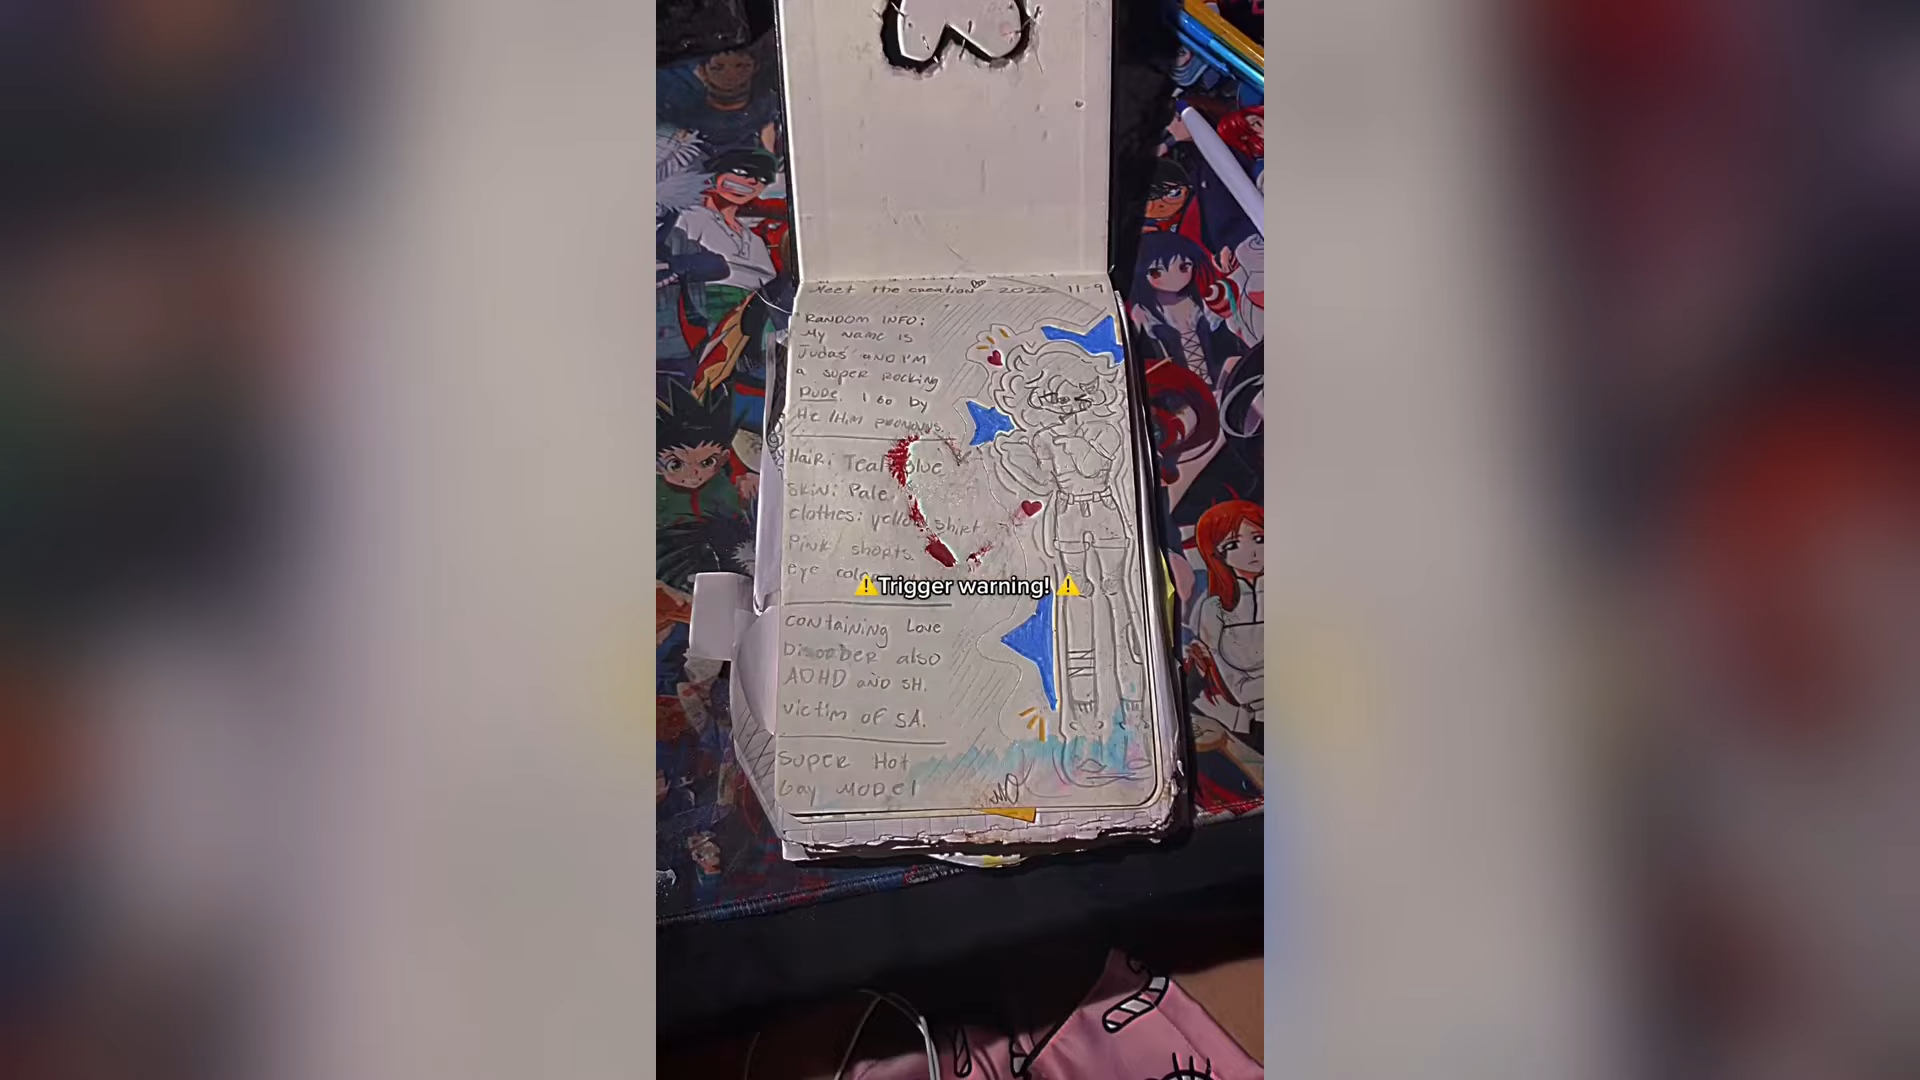 Meet the creation 2022 11-9
RANDOM INFO:
My name is
Judas and I'm
a super rocking
Dude. I go by
He/Him pronouns.
Hair: Teal blue
Skin: Pale
clothes: yellow shirt
Pink shorts.
eye
⚠️Trigger warning! ⚠️
containing Love
Disorder also
ADHD and SH.
victim of SA.
Super Hot
Gay Model